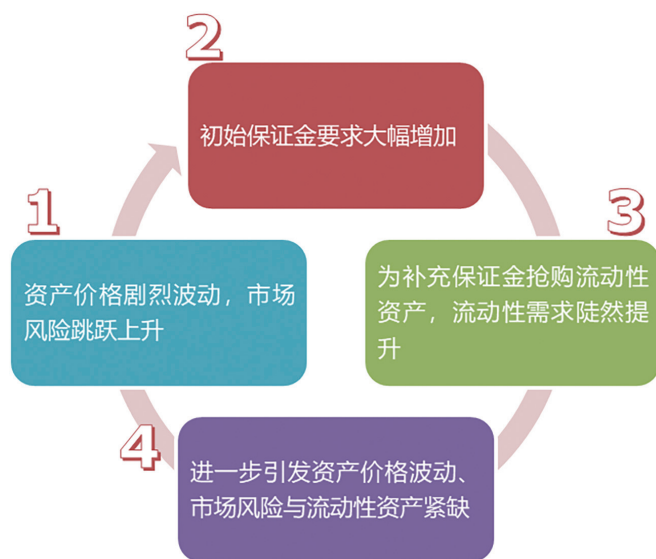 2
初始保证金要求大幅增加
1
资产价格剧烈波动，市场
风险跳跃上升
3
为补充保证金抢购流动性
资产，流动性需求陡然提
升
4
进一步引发资产价格波动、
市场风险与流动性资产紧缺